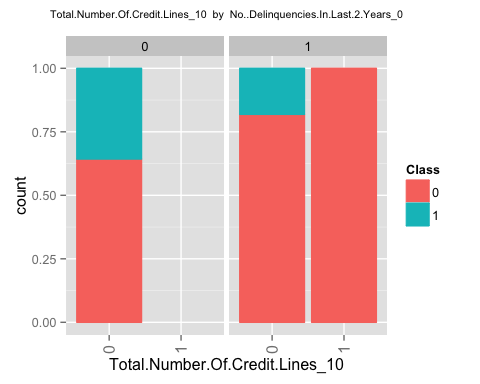 Total.Number.Of.Credit.Lines_10 by No..Delinquencies.In.Last.2.Years_0
0 1
1.00
0.75
0.50
0.25
0.00
count
0 1 0 1
Total.Number.Of.Credit.Lines_10
Class
0
1